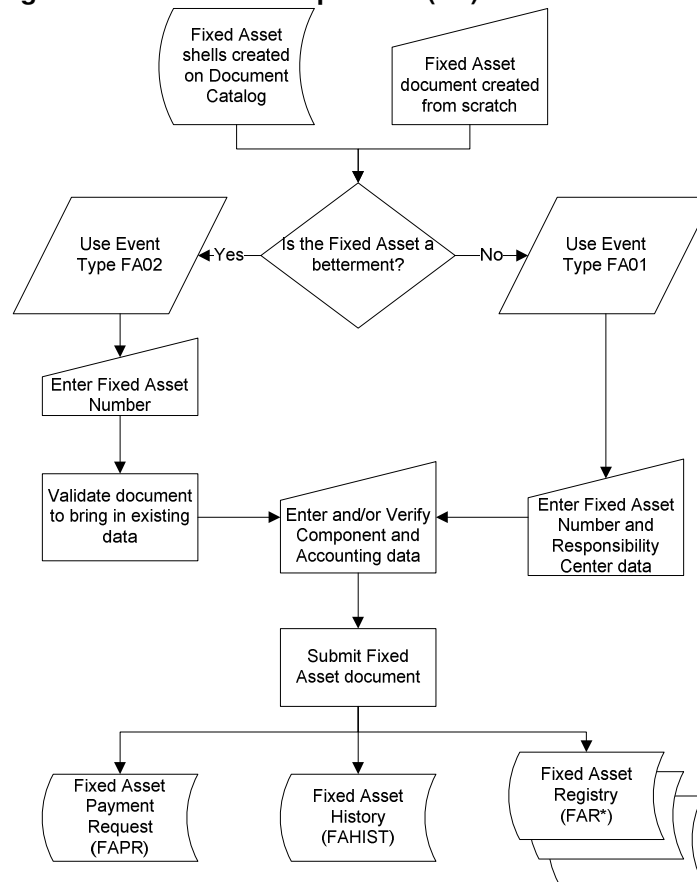 Fixed Asset
shells created
on Document
Catalog
Fixed Asset
document created
from scratch
Is the Fixed Asset a
betterment?
Yes
No
Use Event
Type FA02
Use Event
Type FA01
Enter Fixed Asset
Number
Validate document
to bring in existing
data
Enter and/or Verify
Component and
Accounting data
Enter Fixed Asset
Number and
Responsibility
Center data
Submit Fixed
Asset document
Fixed Asset
Payment
Request
(FAPR)
Fixed Asset
History
(FAHIST)
Fixed Asset
Registry
(FAR*)